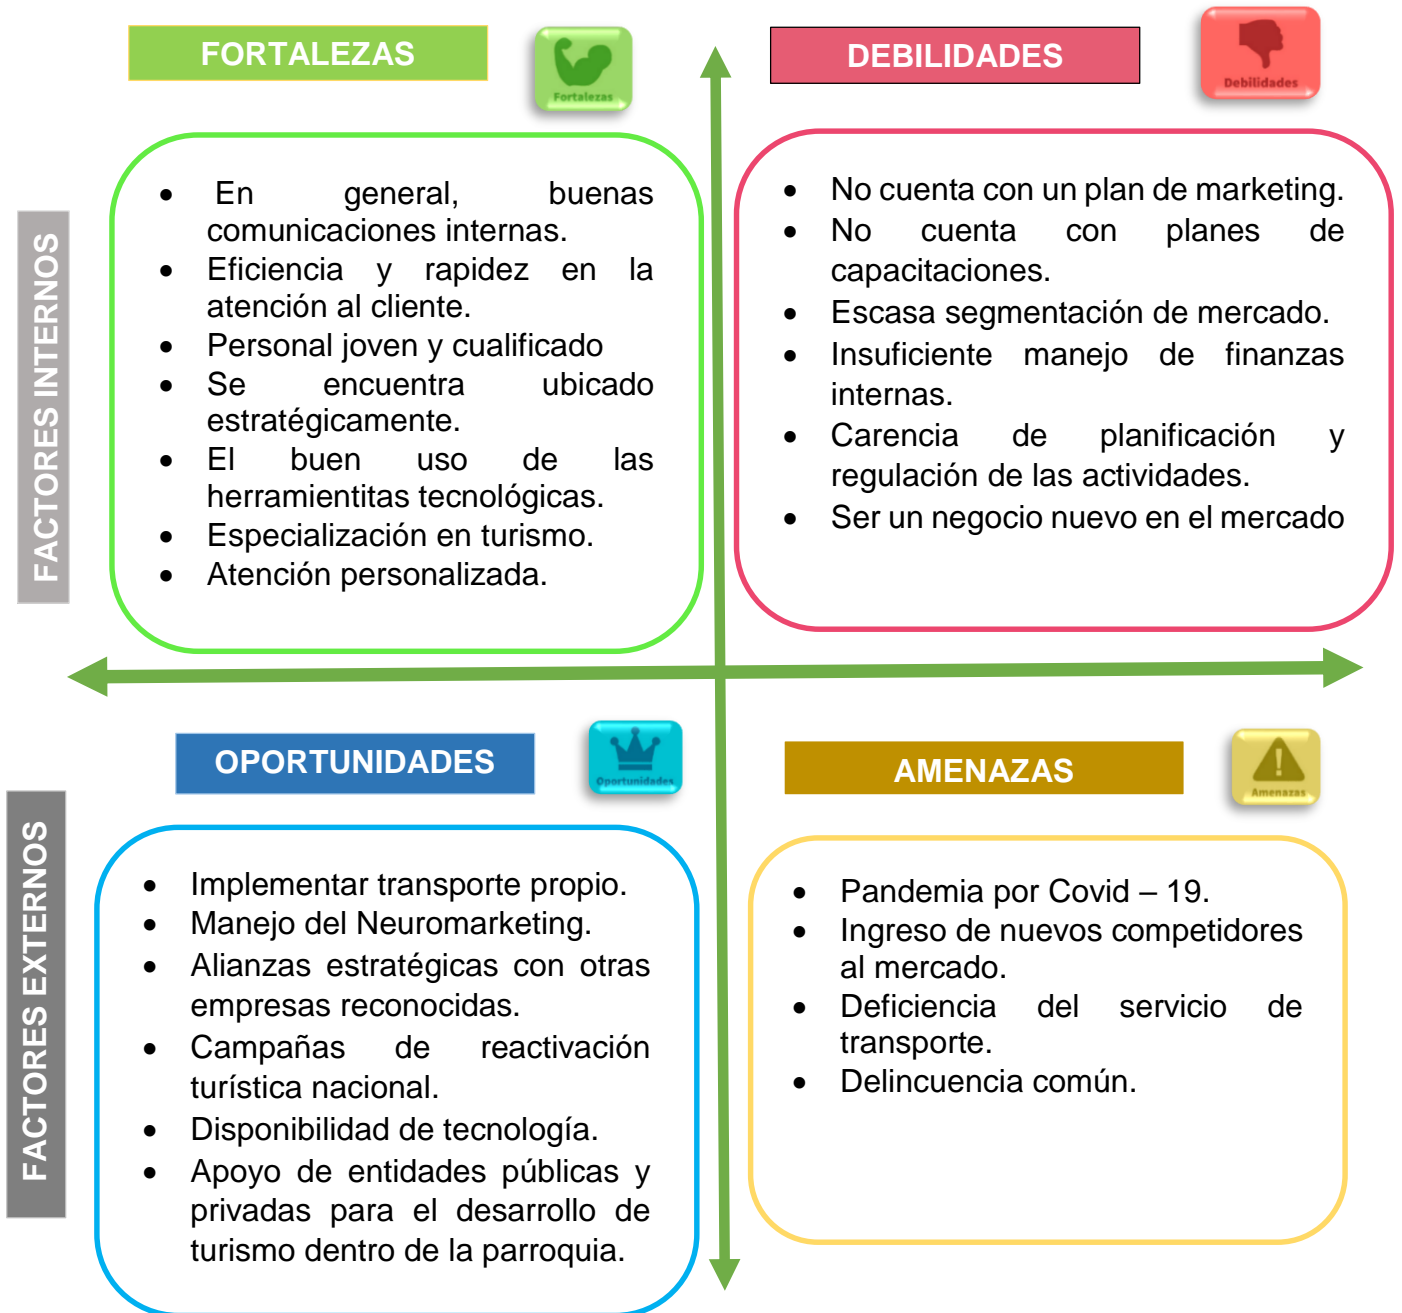 FORTALEZAS
Fortalezas
DEBILIDADES
Debilidades
FACTORES INTERNOS
• En general, buenas
comunicaciones internas.
• Eficiencia y rapidez en la
atención al cliente.
• Personal joven y cualificado
• Se encuentra ubicado
estratégicamente.
• El buen uso de las
herramientitas tecnológicas.
• Especialización en turismo.
• Atención personalizada.
• No cuenta con un plan de marketing.
• No cuenta con planes de
capacitaciones.
• Escasa segmentación de mercado.
• Insuficiente manejo de finanzas
internas.
• Carencia de planificación y
regulación de las actividades.
• Ser un negocio nuevo en el mercado
OPORTUNIDADES
Oportunidades
AMENAZAS
Amenazas
FACTORES EXTERNOS
• Implementar transporte propio.
• Manejo del Neuromarketing.
• Alianzas estratégicas con otras
empresas reconocidas.
• Campañas de reactivación
turística nacional.
• Disponibilidad de tecnología.
• Apoyo de entidades públicas y
privadas para el desarrollo de
turismo dentro de la parroquia.
• Pandemia por Covid – 19.
• Ingreso de nuevos competidores
al mercado.
• Deficiencia del servicio de
transporte.
• Delincuencia común.